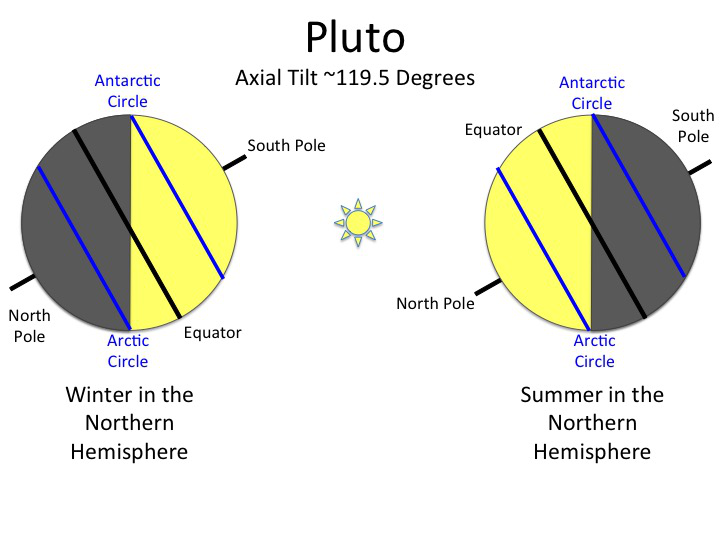 Pluto
Axial Tilt ~119.5 Degrees
Antarctic
Circle
South Pole
North
Pole
Arctic
Circle
Equator
Winter in the
Northern
Hemisphere
Antarctic
Circle
Equator
South
Pole
North Pole
Arctic
Circle
Summer in the
Northern
Hemisphere